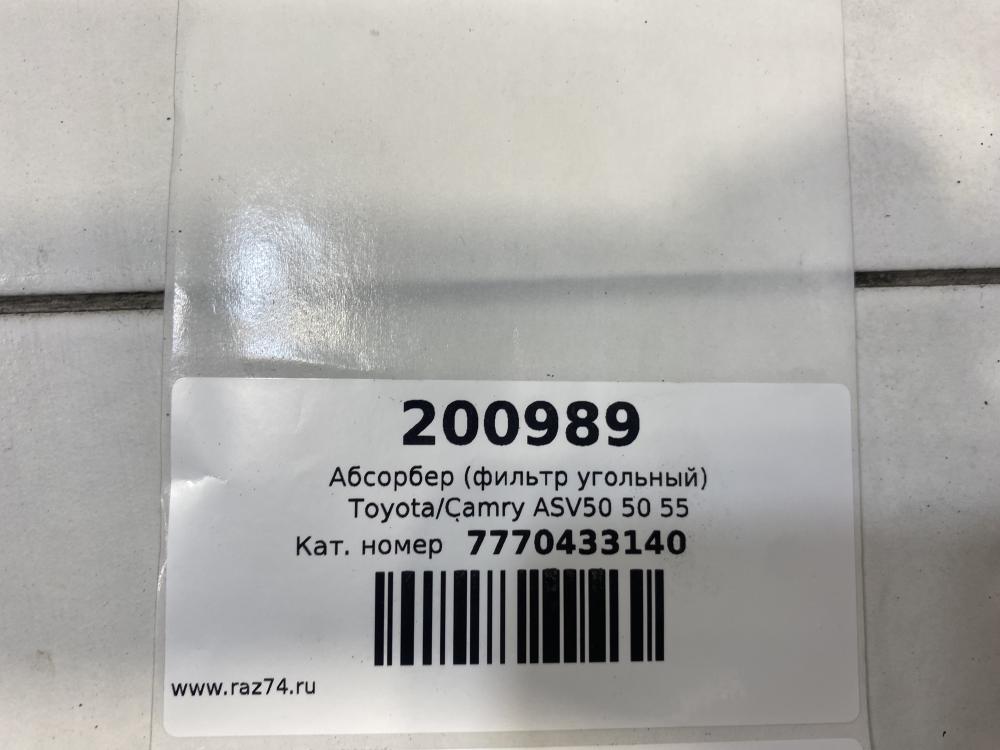 200989
Абсорбер (фильтр угольный)
Toyota/Camry ASV50 50 55
Кат. номер 7770433140
www.raz74.ru